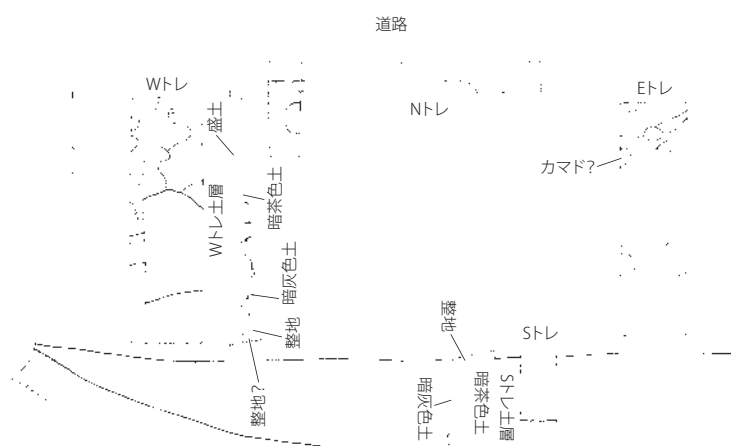 道路
Wトレ
Nトレ
Eトレ
盛土
カマド?
暗茶色土
Wトレ土層
暗灰色土
整地
整地?
整地
Sトレ
暗灰色土
暗茶色土
Sトレ土層